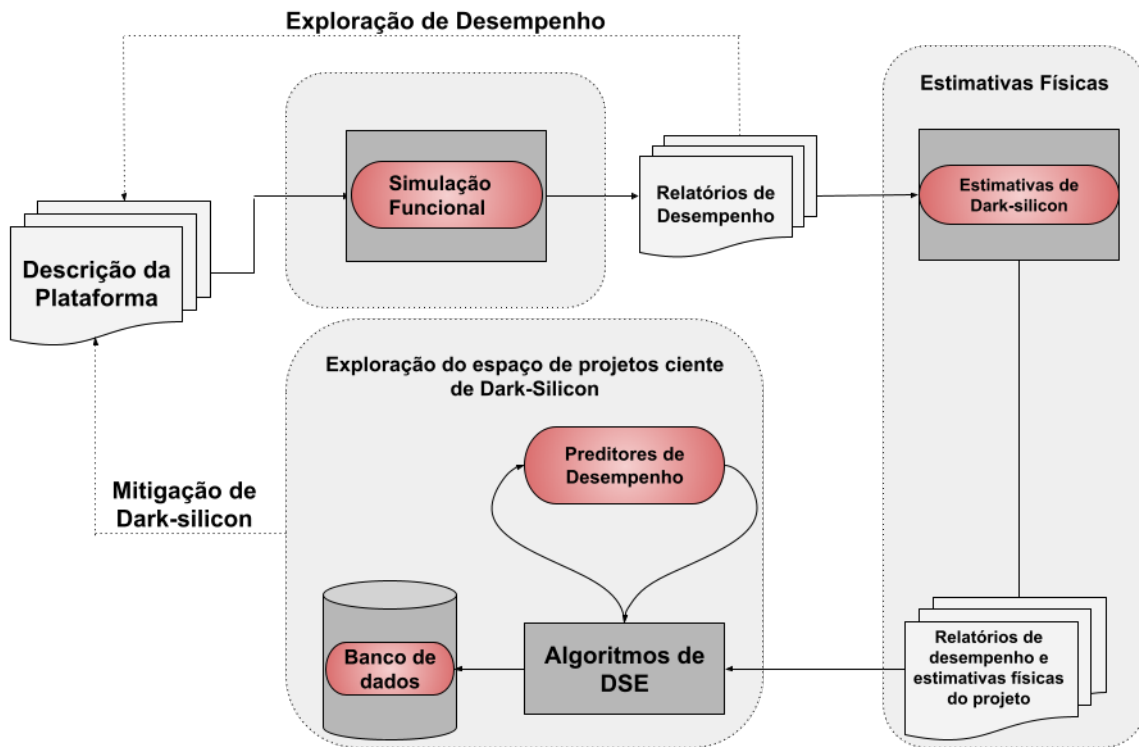 Exploração de Desempenho
Estimativas Físicas
Simulação
Funcional
Relatórios de
Desempenho
Estimativas de
Dark-silicon
Descrição da
Plataforma
Exploração do espaço de projetos ciente
de Dark-Silicon
Preditores de
Desempenho
Mitigação de
Dark-silicon
Banco de
dados
Algoritmos de
DSE
Relatórios de
desempenho e
estimativas físicas
do projeto